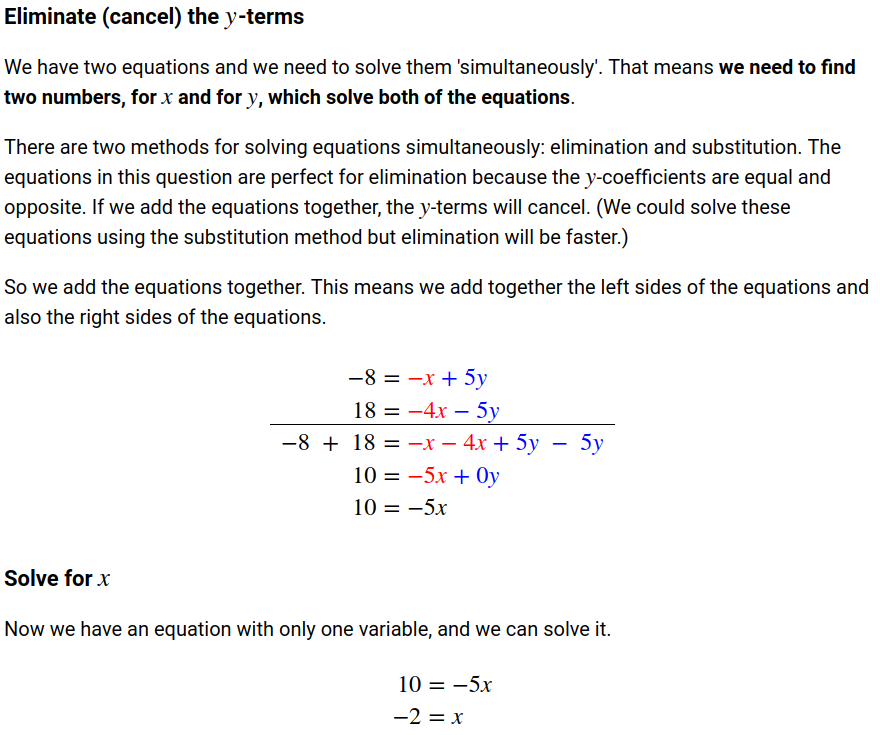 Eliminate (cancel) the y-terms
We have two equations and we need to solve them 'simultaneously'. That means we need to find
two numbers, for x and for y, which solve both of the equations.
There are two methods for solving equations simultaneously: elimination and substitution. The
equations in this question are perfect for elimination because the y-coefficients are equal and
opposite. If we add the equations together, the y-terms will cancel. (We could solve these
equations using the substitution method but elimination will be faster.)
So we add the equations together. This means we add together the left sides of the equations and
also the right sides of the equations.
−8 = −x + 5y
18 = −4x − 5y
−8 + 18 = −x − 4x + 5y − 5y
10 = −5x + 0y
10 = −5x
Solve for x
Now we have an equation with only one variable, and we can solve it.
10 = −5x
−2 = x